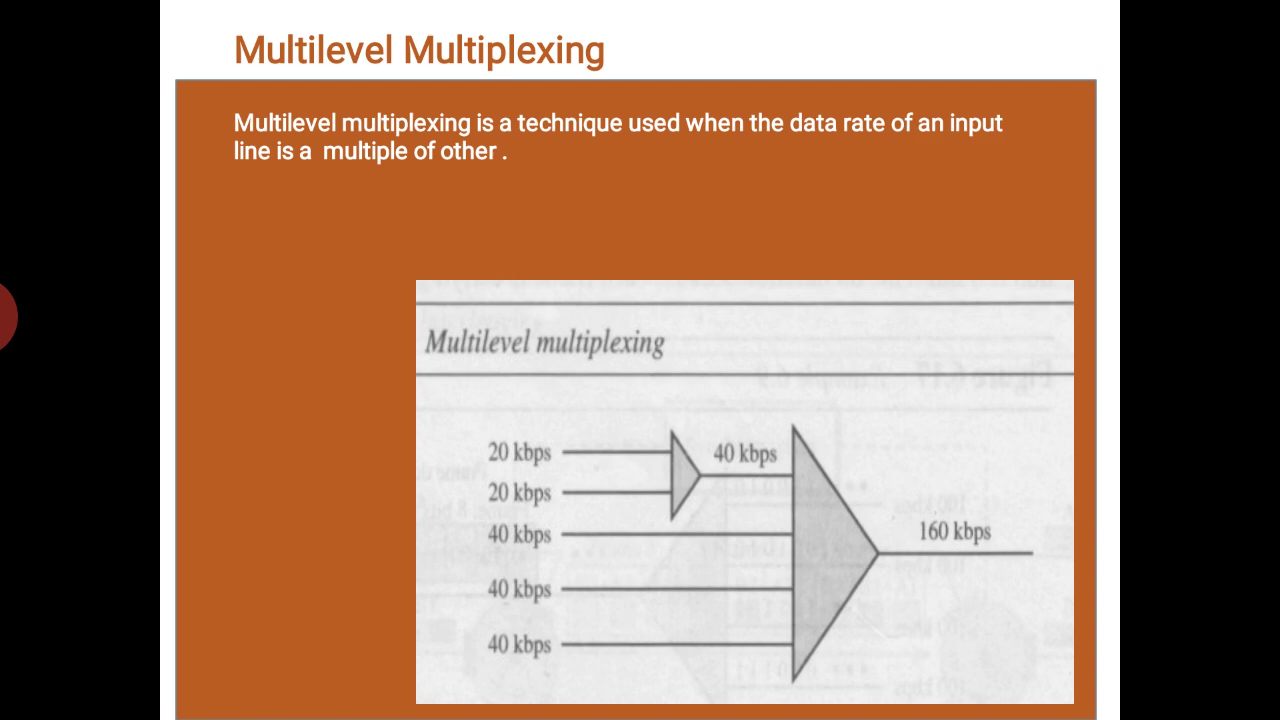 Multilevel Multiplexing
Multilevel multiplexing is a technique used when the data rate of an input
line is a multiple of other .
Multilevel multiplexing
20 kbps
40 kbps
20 kbps
40 kbps
160 kbps
40 kbps
40 kbps